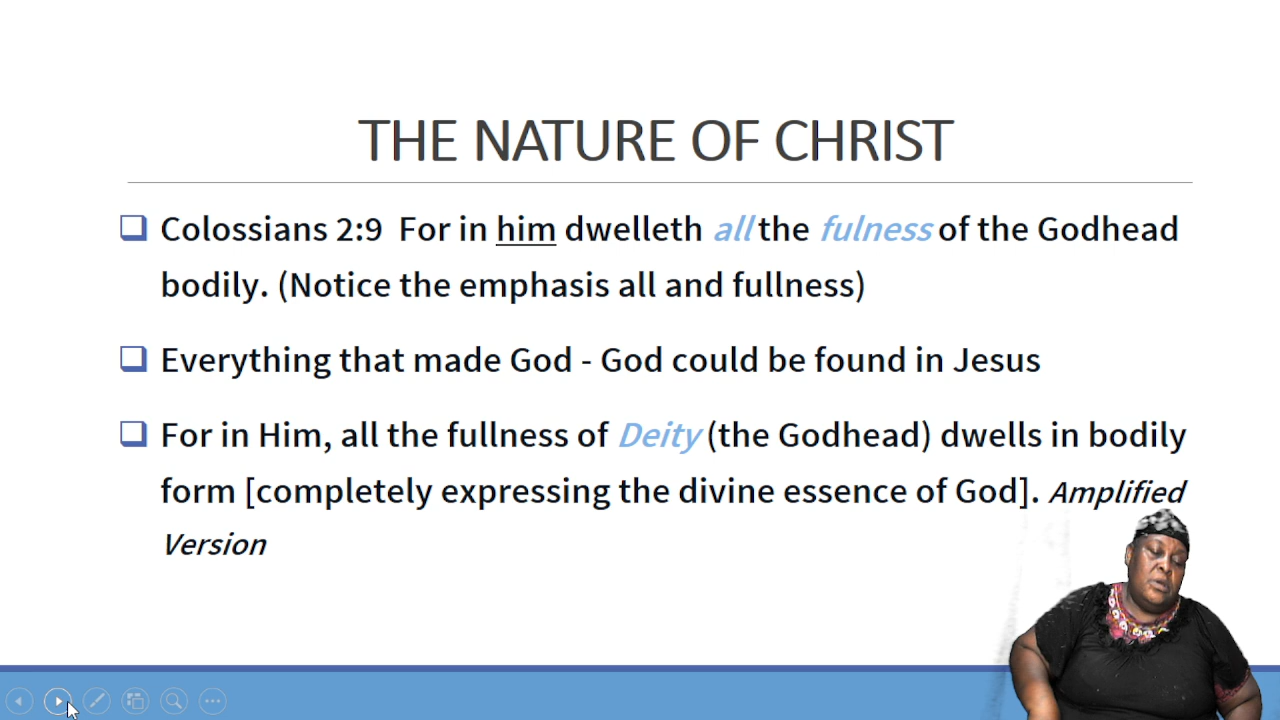 THE NATURE OF CHRIST
Colossians 2:9 For in him dwelleth all the fulness of the Godhead
bodily. (Notice the emphasis all and fullness)
Everything that made God - God could be found in Jesus
For in Him, all the fullness of Deity (the Godhead) dwells in bodily
form [completely expressing the divine essence of God]. Amplified
Version